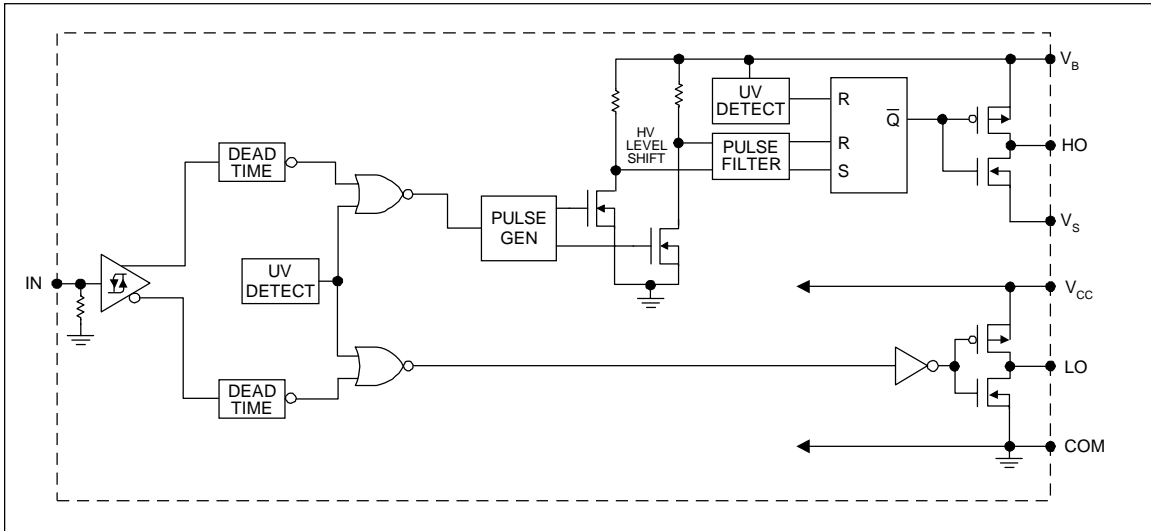 V_B
UV
DETECT
R
Q̅
HV
LEVEL
SHIFT
DEAD
TIME
PULSE
FILTER
R
S
HO
PULSE
GEN
V_S
IN
UV
DETECT
V_CC
LO
DEAD
TIME
COM